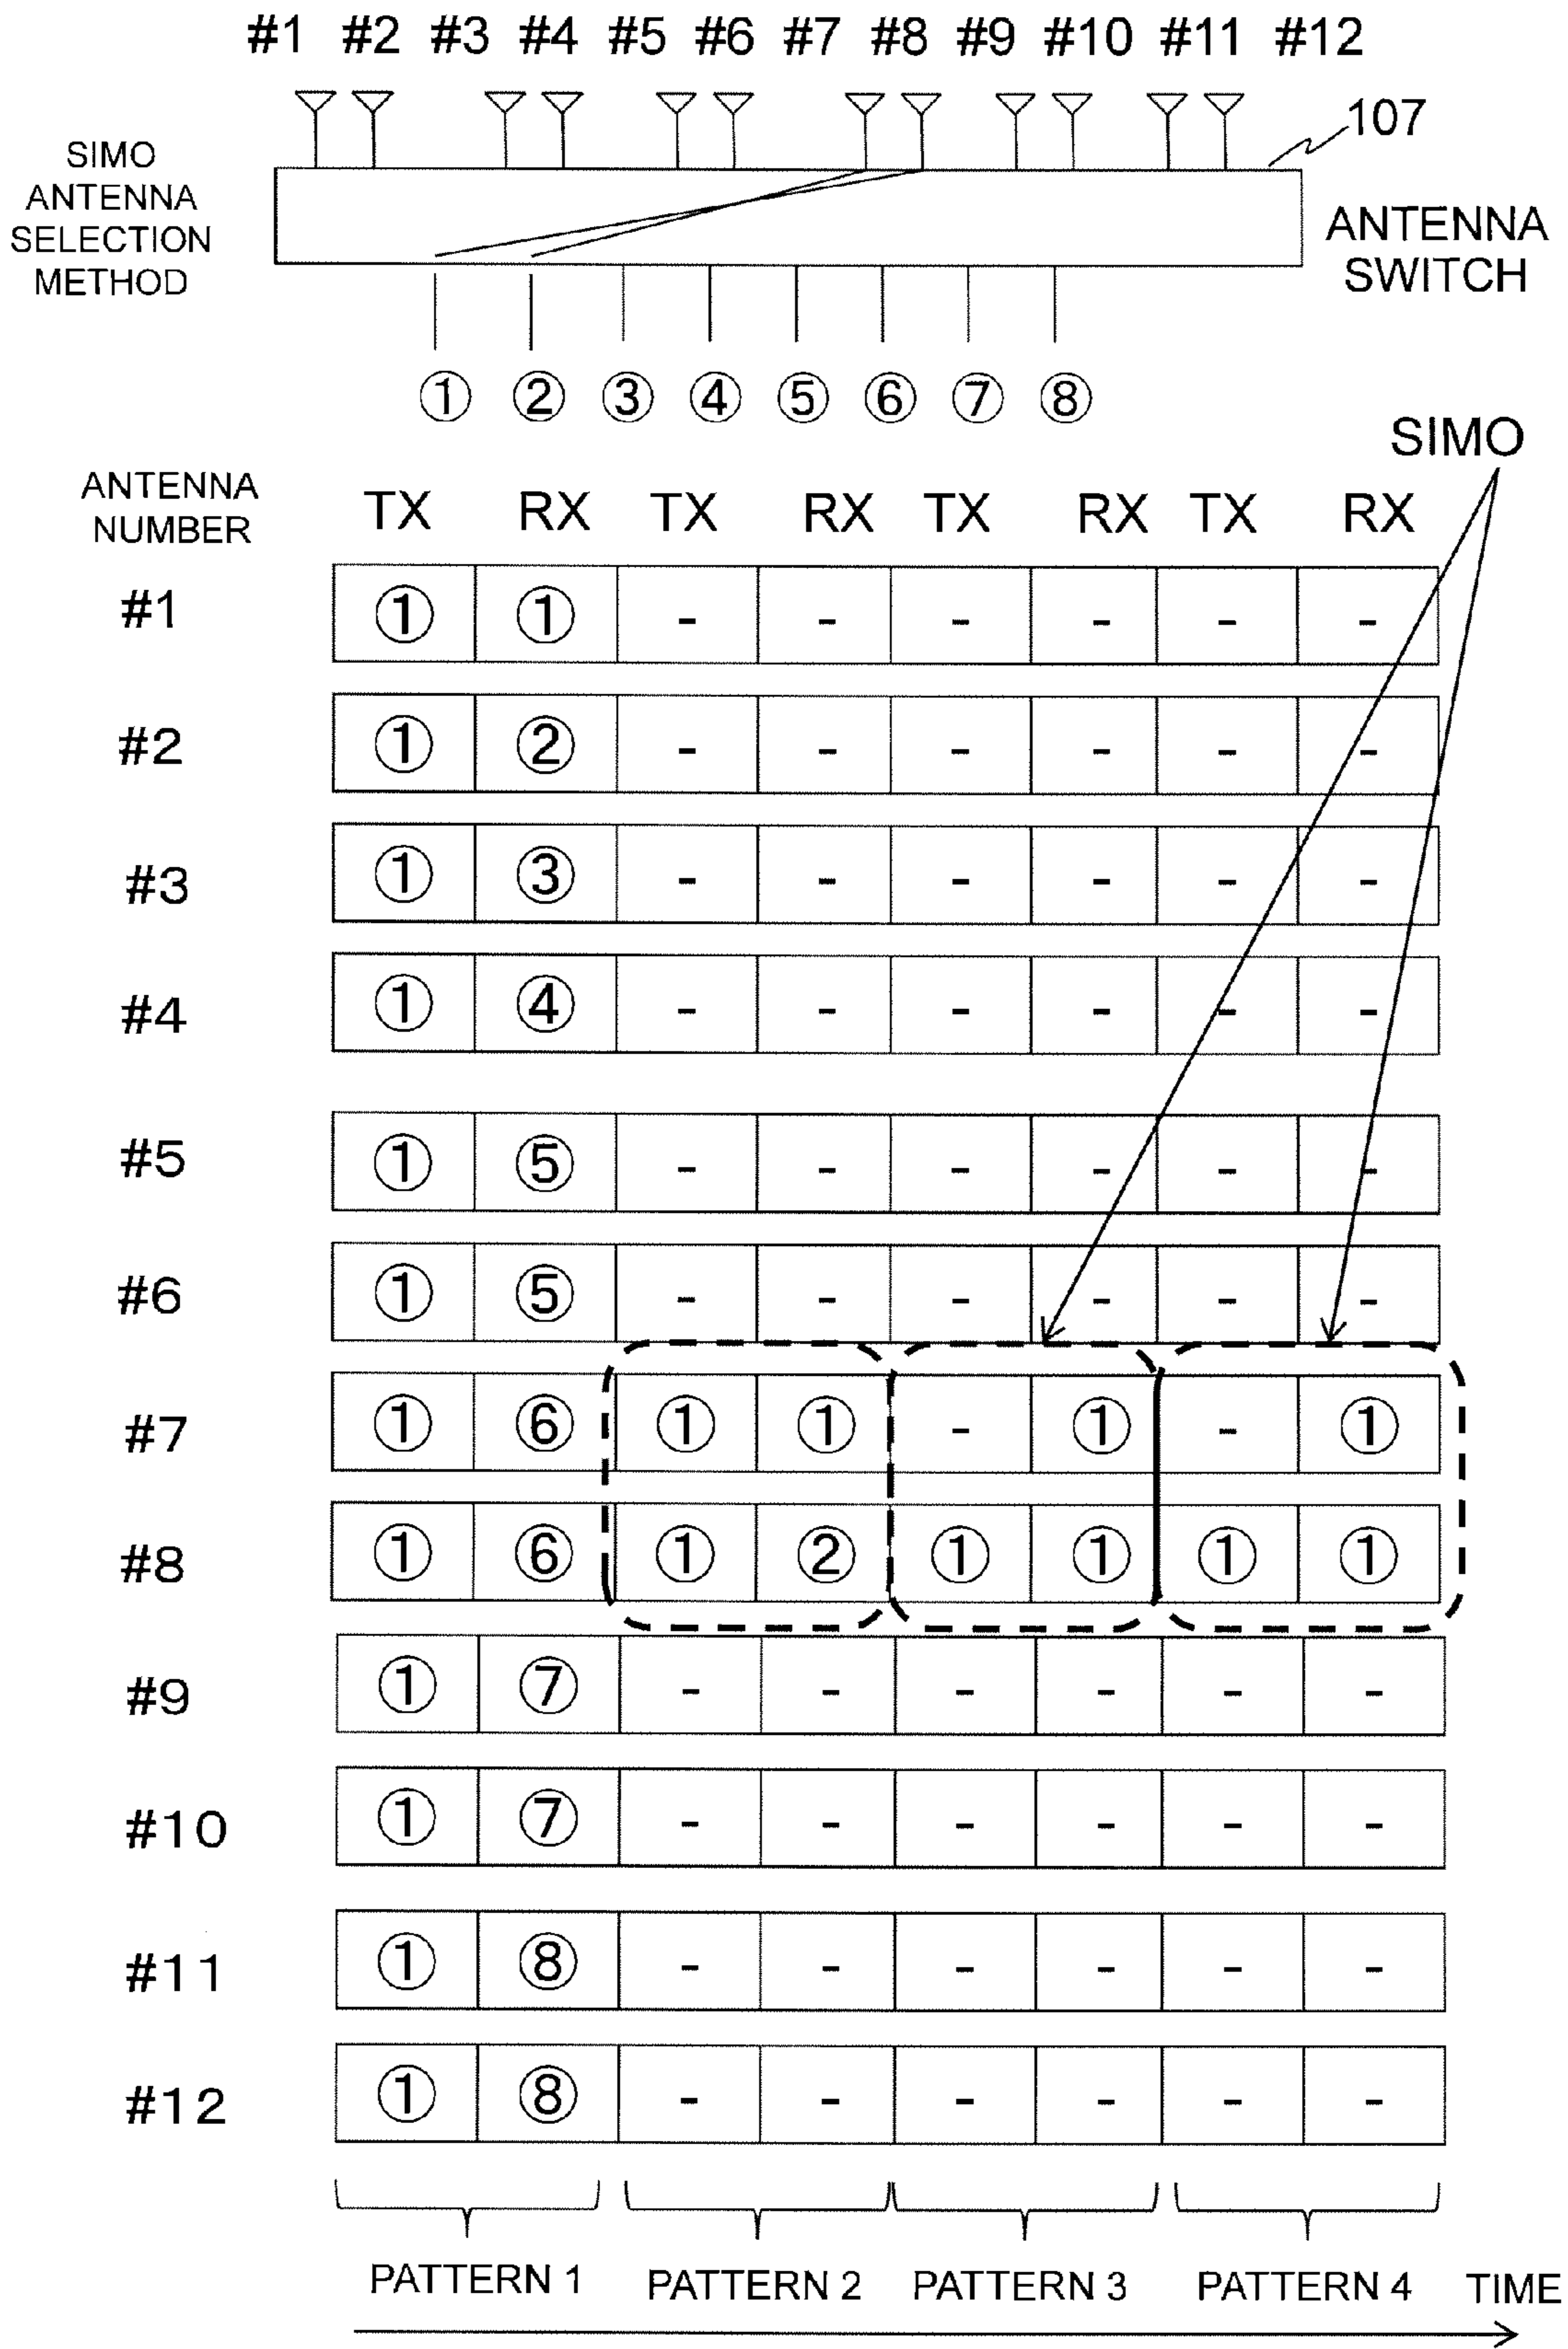 #1 #2 #3 #4 #5 #6 #7 #8 #9 #10 #11 #12
107
SIMO
ANTENNA
SELECTION
METHOD
ANTENNA
SWITCH
① ② ③ ④ ⑤ ⑥ ⑦ ⑧
SIMO
ANTENNA
NUMBER
TX RX TX RX TX RX TX RX
#1 ① ① - - - - - -
#2 ① ② - - - - - -
#3 ① ③ - - - - - -
#4 ① ④ - - - - - -
#5 ① ⑤ - - - - - -
#6 ① ⑤ - - - - - -
#7 ① ⑥ ① ① - ① - ①
#8 ① ⑥ ① ② ① ① ① ①
#9 ① ⑦ - - - - - -
#10 ① ⑦ - - - - - -
#11 ① ⑧ - - - - - -
#12 ① ⑧ - - - - - -
PATTERN 1 PATTERN 2 PATTERN 3 PATTERN 4 TIME